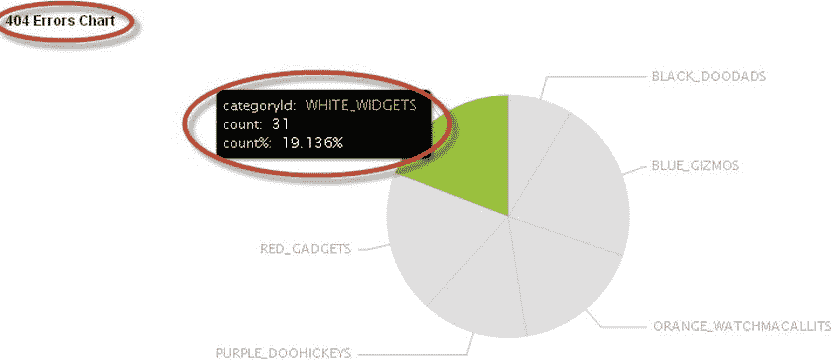 404 Errors Chart
BLACK_DOODADS
categoryId: WHITE_WIDGETS
count: 31
count%: 19.136%
BLUE_GIZMOS
RED_GADGETS
ORANGE_WATCHMACALLITS
PURPLE_DOOHICKEYS